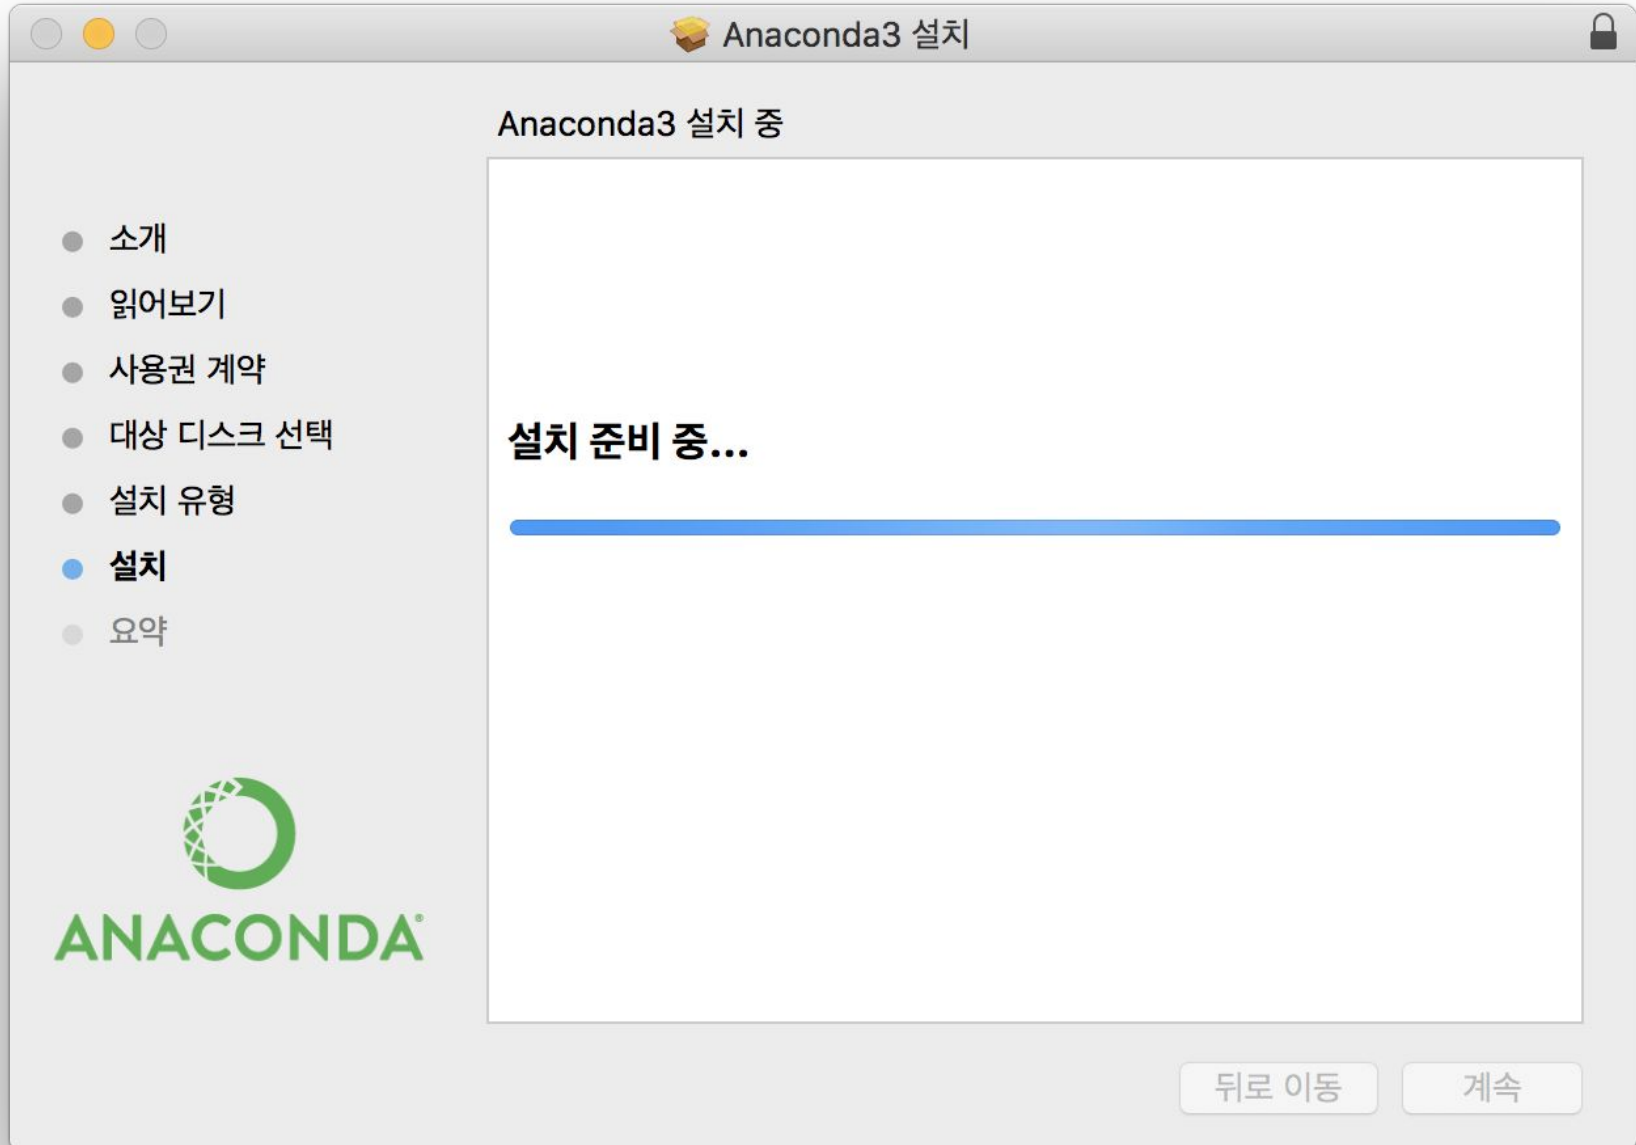 Anaconda3 설치
Anaconda3 설치 중
소개
읽어보기
사용권 계약
대상 디스크 선택
설치 유형
설치
요약
설치 준비 중...
ANACONDA®
뒤로 이동
계속